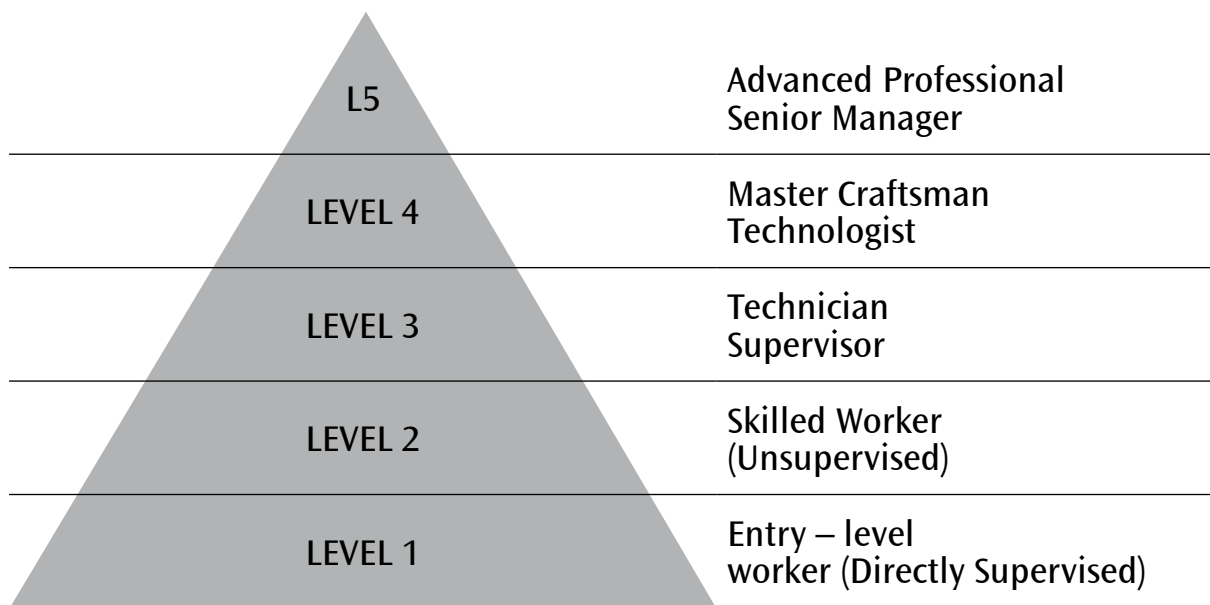 L5
Advanced Professional
Senior Manager
LEVEL 4
Master Craftsman
Technologist
LEVEL 3
Technician
Supervisor
LEVEL 2
Skilled Worker
(Unsupervised)
LEVEL 1
Entry – level
worker (Directly Supervised)